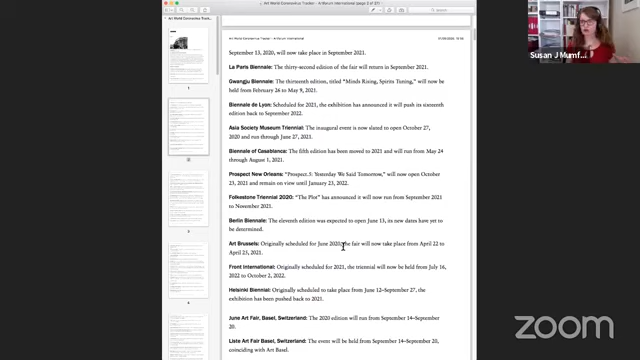 Art World Coronavirus Tracker - Artforum International (page 2 of 27)
Art World Coronavirus Track...
Art World Coronavirus Tracker - Artforum International
September 13, 2020, will now take place in September 2021.
La Paris Biennale: The thirty-second edition of the fair will return in September 2021.
Gwangju Biennale: The thirteenth edition, titled "Minds Rising, Spirits Tuning," will now be
held from February 26 to May 9, 2021.
Biennale de Lyon: Scheduled for 2021, the exhibition has announced it will push its sixteenth
edition back to September 2022.
Asia Society Museum Triennial: The inaugural event is now slated to open October 27,
2020 and run through June 27, 2021.
Biennale of Casablanca: The fifth edition has been moved to 2021 and will run from May 24
through August 1, 2021.
Prospect New Orleans: "Prospect.5: Yesterday We Said Tomorrow," will now open October
23, 2021 and remain on view until January 23, 2022.
Folkestone Triennial 2020: "The Plot" has announced it will now run from September 2021
to November 2021.
Berlin Biennale: The eleventh edition was expected to open June 13, its new dates have yet to
be determined.
Art Brussels: Originally scheduled for June 2020, the fair will now take place from April 22 to
April 25, 2021.
Front International: Originally scheduled for 2021, the triennial will now be held from July 16,
2022 to October 2, 2022.
Helsinki Biennial: Originally scheduled to take place from June 12–September 27, the
exhibition has been pushed back to 2021.
June Art Fair, Basel, Switzerland: The 2020 edition will run from September 14–September
20.
Liste Art Fair Basel, Switzerland: The event will be held from September 14–September 20,
coinciding with Art Basel.
1
2
3
4
Susan J Mumf...
zoom